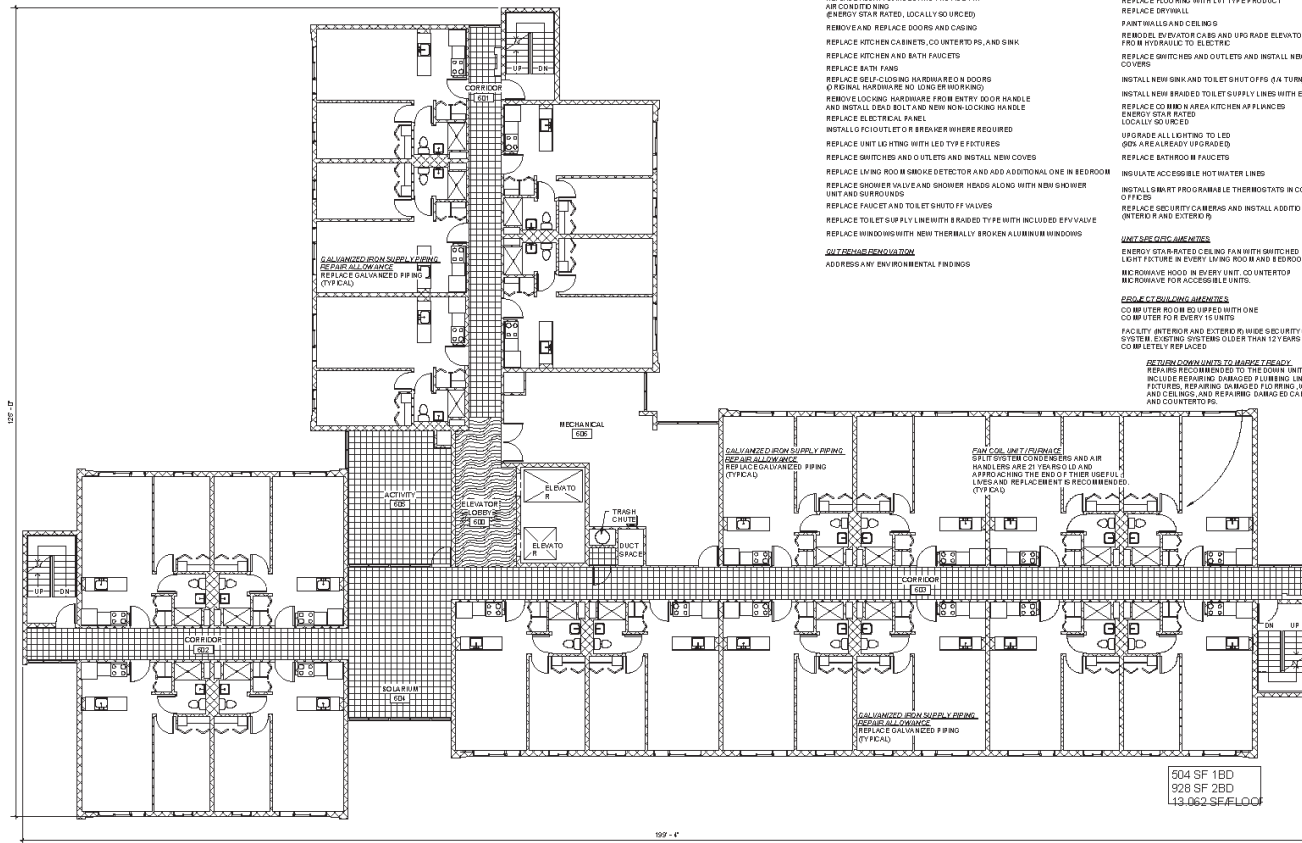 AIR CONDITIONING
(ENERGY STAR RATED, LOCALLY SOURCED)
REMOVE AND REPLACE DOORS AND CASING
REPLACE KITCHEN CABINETS, COUNTERTOPS, AND SINK
REPLACE KITCHEN AND BATH FAUCETS
REPLACE BATH FANS
REPLACE SELF-CLOSING HARDWARE ON DOORS
(ORIGINAL HARDWARE NO LONGER WORKING)
REMOVE LOCKING HARDWARE FROM ENTRY DOOR HANDLE
AND INSTALL DEAD BOLT AND NEW NON-LOCKING HANDLE
REPLACE ELECTRICAL PANEL
INSTALL GFCI OUTLET OR BREAKER WHERE REQUIRED
REPLACE UNIT LIGHTING WITH LED TYPE FIXTURES
REPLACE SWITCHES AND OUTLETS AND INSTALL NEW COVES
REPLACE LIVING ROOM SMOKE DETECTOR AND ADD ADDITIONAL ONE IN BEDROOM
REPLACE SHOWER VALVE AND SHOWER HEADS ALONG WITH NEW SHOWER
UNIT AND SURROUNDS
REPLACE FAUCET AND TOILET SHUTOFF VALVES
REPLACE TOILET SUPPLY LINE WITH BRAIDED TYPE WITH INCLUDED EFV VALVE
REPLACE WINDOWS WITH NEW THERMALLY BROKEN ALUMINUM WINDOWS
GUT REHAB RENOVATION
ADDRESS ANY ENVIRONMENTAL FINDINGS
REPLACE FLOORING WITH LVT TYPE PRODUCT
REPLACE DRYWALL
PAINT WALLS AND CEILINGS
REMODEL EVEVATOR CABS AND UPGRADE ELEVATO
FROM HYDRAULIC TO ELECTRIC
REPLACE SWITCHES AND OUTLETS AND INSTALL NEW
COVERS
INSTALL NEW SINK AND TOILET SHUTOFFS (1/4 TURN
INSTALL NEW BRAIDED TOILET SUPPLY LINES WITH E
REPLACE COMMON AREA KITCHEN APPLIANCES
ENERGY STAR RATED
LOCALLY SOURCED
UPGRADE ALL LIGHTING TO LED
(90% ARE ALREADY UPGRADED)
REPLACE BATHROOM FAUCETS
INSULATE ACCESSIBLE HOT WATER LINES
INSTALL SMART PROGRAMABLE THERMOSTATS IN CO
OFFICES
REPLACE SECURITY CAMERAS AND INSTALL ADDITIO
(INTERIOR AND EXTERIOR)
UNIT SPECIFIC AMENITIES
ENERGY STAR-RATED CEILING FAN WITH SWITCHED
LIGHT FIXTURE IN EVERY LIVING ROOM AND BEDROO
MICROWAVE HOOD IN EVERY UNIT, COUNTERTOP
MICROWAVE FOR ACCESSIBLE UNITS.
PROJECT BUILDING AMENITIES
COMPUTER ROOM EQUIPPED WITH ONE
COMPUTER FOR EVERY 15 UNITS
FACILITY (INTERIOR AND EXTERIOR) WIDE SECURITY
SYSTEM. EXISTING SYSTEMS OLDER THAN 12 YEARS
COMPLETELY REPLACED
RETURN DOWN UNITS TO MARKET READY
REPAIRS RECOMMENDED TO THE DOWN UNIT
INCLUDE REPAIRING DAMAGED PLUMBING LIN
FIXTURES, REPAIRING DAMAGED FLORRING, W
AND CEILINGS, AND REPAIRING DAMAGED CA
AND COUNTERTOPS.
UP DN
CORRIDOR
601
GALVANIZED IRON SUPPLY PIPING
REPAIR ALLOWANCE
REPLACE GALVANIZED PIPING
(TYPICAL)
MECHANICAL
606
GALVANIZED IRON SUPPLY PIPING
REPAIR ALLOWANCE
REPLACE GALVANIZED PIPING
(TYPICAL)
FAN COIL UNIT / FURNACE
SPLIT SYSTEM CONDENSERS AND AIR
HANDLERS ARE 21 YEARS OLD AND
APPROACHING THE END OF THIER USEFUL
LIVES AND REPLACEMENT IS RECOMMENDED.
(TYPICAL)
ACTIVITY
605
ELEVATOR
LOBBY
600
ELEVATO
R
ELEVATO
R
TRASH
CHUTE
DUCT
SPACE
UP DN
CORRIDOR
603
CORRIDOR
602
DN UP
SOLARIUM
604
GALVANIZED IRON SUPPLY PIPING
REPAIR ALLOWANCE
REPLACE GALVANIZED PIPING
(TYPICAL)
504 SF 1BD
928 SF 2BD
13,062 SF/FLOOR
199' - 4"